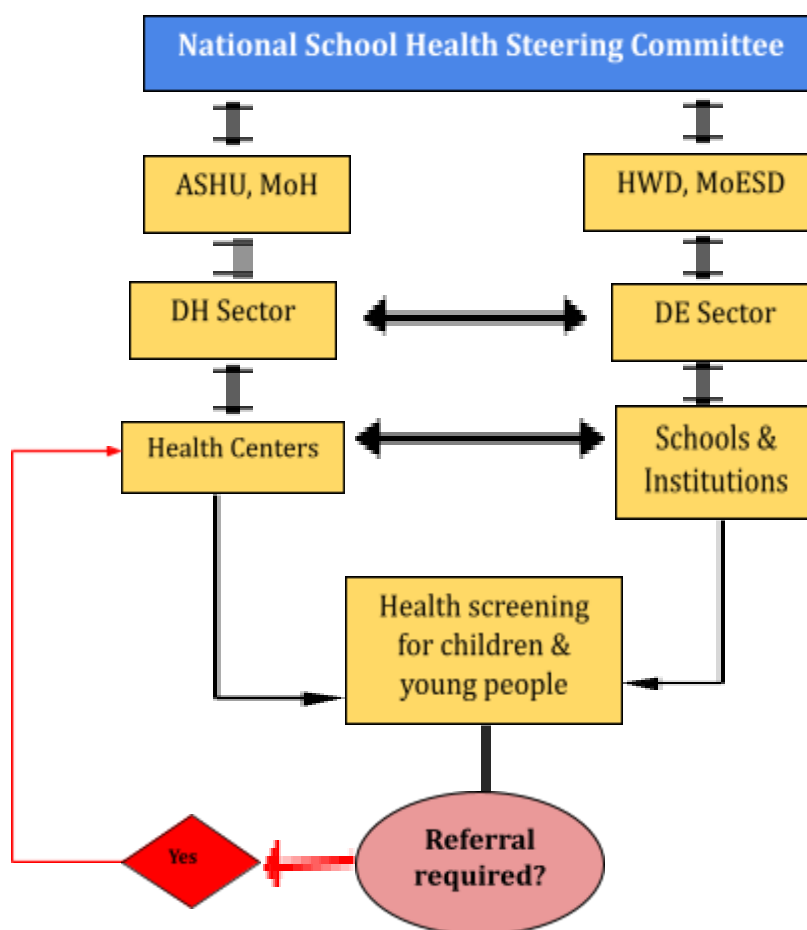 National School Health Steering Committee
ASHU, MoH
HWD, MoESD
DH Sector
DE Sector
Health Centers
Schools &
Institutions
Health screening
for children &
young people
Referral
required?
Yes